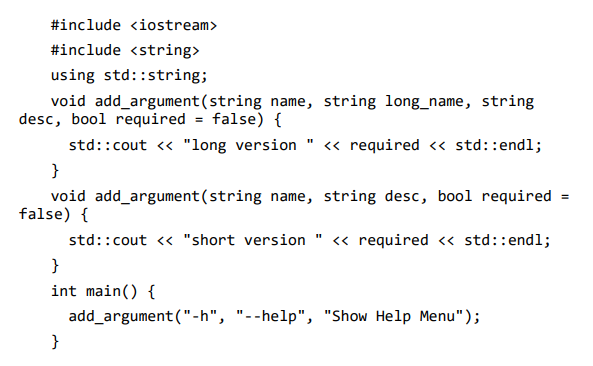 #include <iostream>
#include <string>
using std::string;
void add_argument(string name, string long_name, string
desc, bool required = false) {
std::cout << "long version " << required << std::endl;
}
void add_argument(string name, string desc, bool required =
false) {
std::cout << "short version " << required << std::endl;
}
int main() {
add_argument("-h", "--help", "Show Help Menu");
}